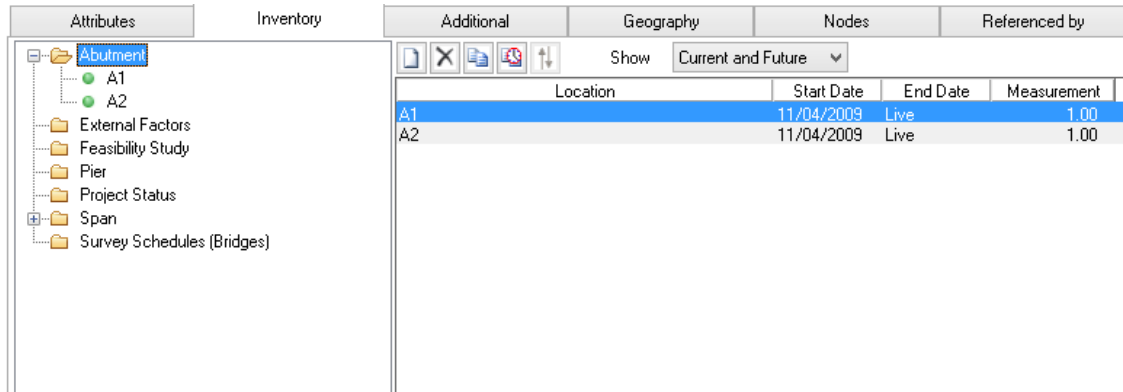 Attributes Inventory Additional Geography Nodes Referenced by
Abutment
A1
A2
External Factors
Feasibility Study
Pier
Project Status
Span
Survey Schedules (Bridges)
Show Current and Future
Location Start Date End Date Measurement
A1 11/04/2009 Live 1.00
A2 11/04/2009 Live 1.00